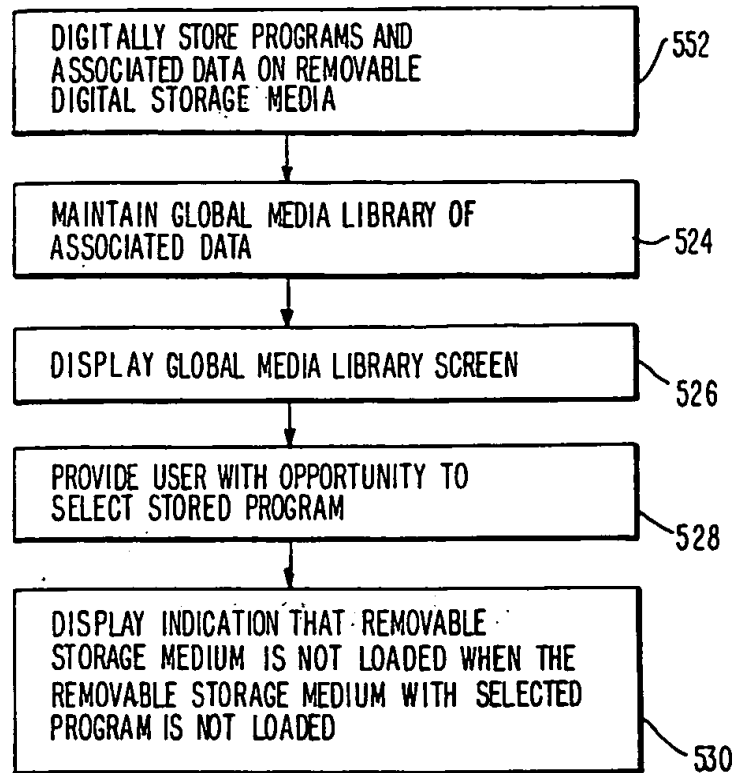 DIGITALLY STORE PROGRAMS AND
ASSOCIATED DATA ON REMOVABLE
DIGITAL STORAGE MEDIA
552
MAINTAIN GLOBAL MEDIA LIBRARY OF
ASSOCIATED DATA
524
DISPLAY GLOBAL MEDIA LIBRARY SCREEN
526
PROVIDE USER WITH OPPORTUNITY TO
SELECT STORED PROGRAM
528
DISPLAY INDICATION THAT REMOVABLE
STORAGE MEDIUM IS NOT LOADED WHEN THE
REMOVABLE STORAGE MEDIUM WITH SELECTED
PROGRAM IS NOT LOADED
530